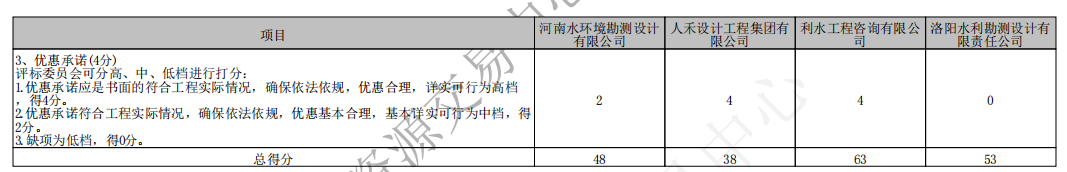 项目
河南水环境勘测设计
有限公司
人禾设计工程集团有
限公司
利水工程咨询有限公
司
洛阳水利勘测设计有
限责任公司
3、优惠承诺(4分)
评标委员会可分高、中、低档进行打分：
1.优惠承诺应是书面的符合工程实际情况，确保依法依规，优惠合理，详实可行为高档
，得4分。
2.优惠承诺符合工程实际情况，确保依法依规，优惠基本合理，基本详实可行为中档，得
2分。
3.缺项为低档，得0分。
2
4
4
0
总得分
48
38
63
53
资源交易中心
中心